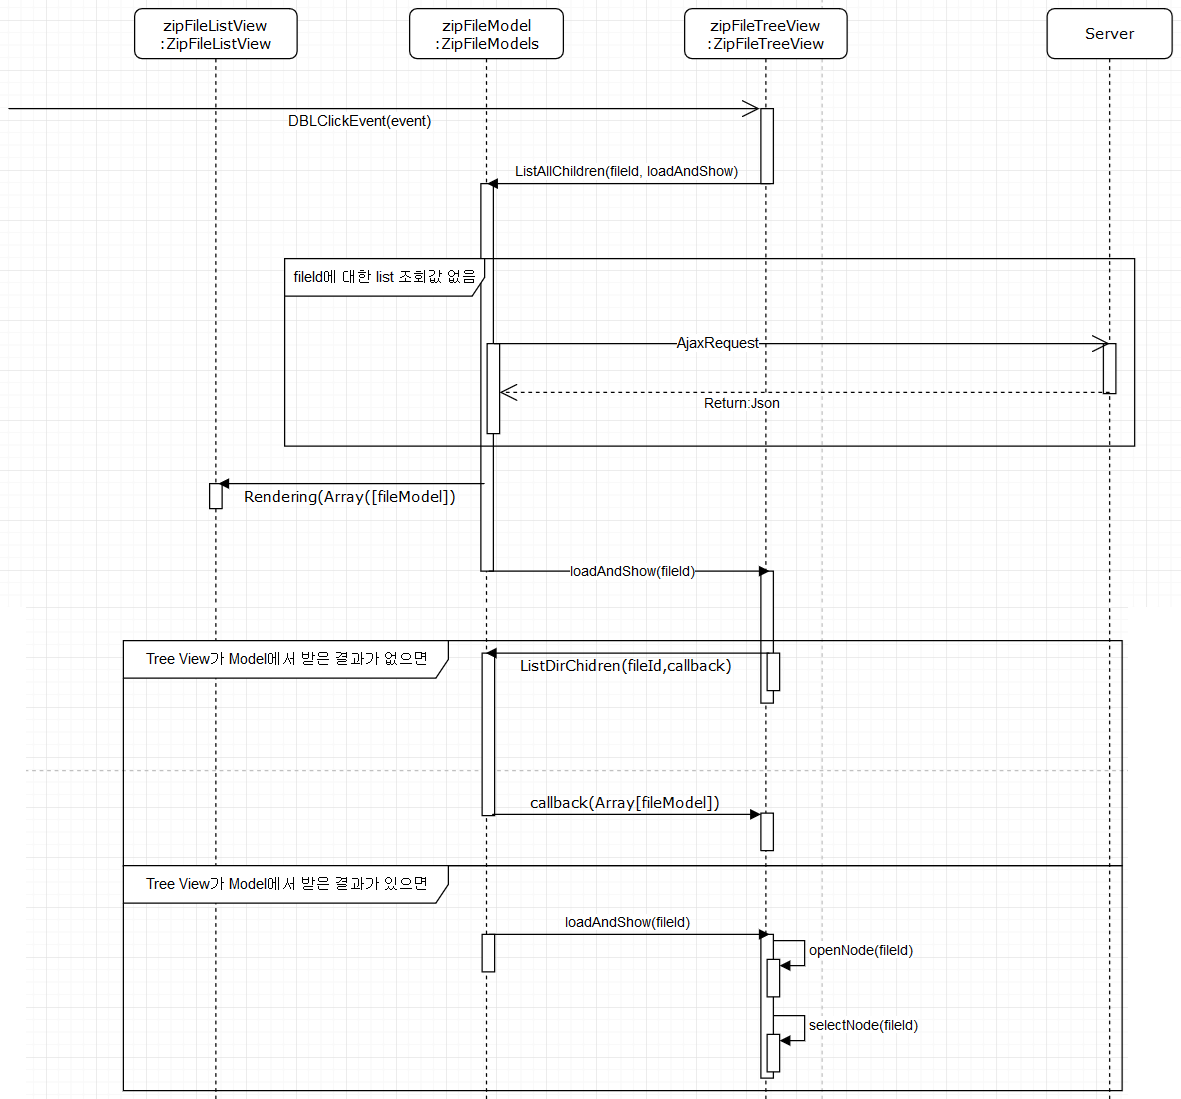 zipFileListView
:ZipFileListView
zipFileModel
:ZipFileModels
zipFileTreeView
:ZipFileTreeView
Server
DBLClickEvent(event)
ListAllChildren(fileId, loadAndShow)
fileId에 대한 list 조회값 없음
AjaxRequest
Return:Json
Rendering(Array([fileModel])
loadAndShow(fileId)
Tree View가 Model에서 받은 결과가 없으면
ListDirChidren(fileId,callback)
callback(Array[fileModel])
Tree View가 Model에서 받은 결과가 있으면
loadAndShow(fileId)
openNode(fileId)
selectNode(fileId)